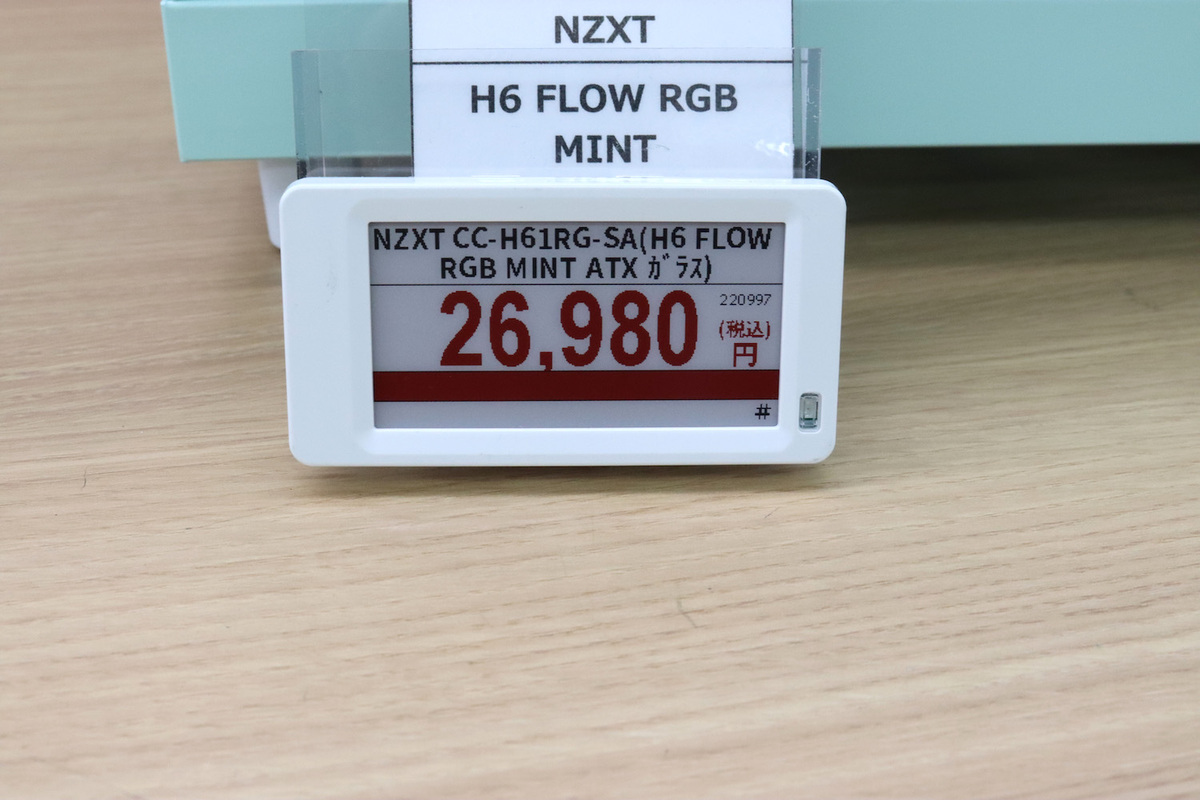 NZXT
H6 FLOW RGB
MINT
NZXT CC-H61RG-SA(H6 FLOW
RGB MINT ATX ｶﾞﾗｽ)
26,980
220997
(税込)
円
#